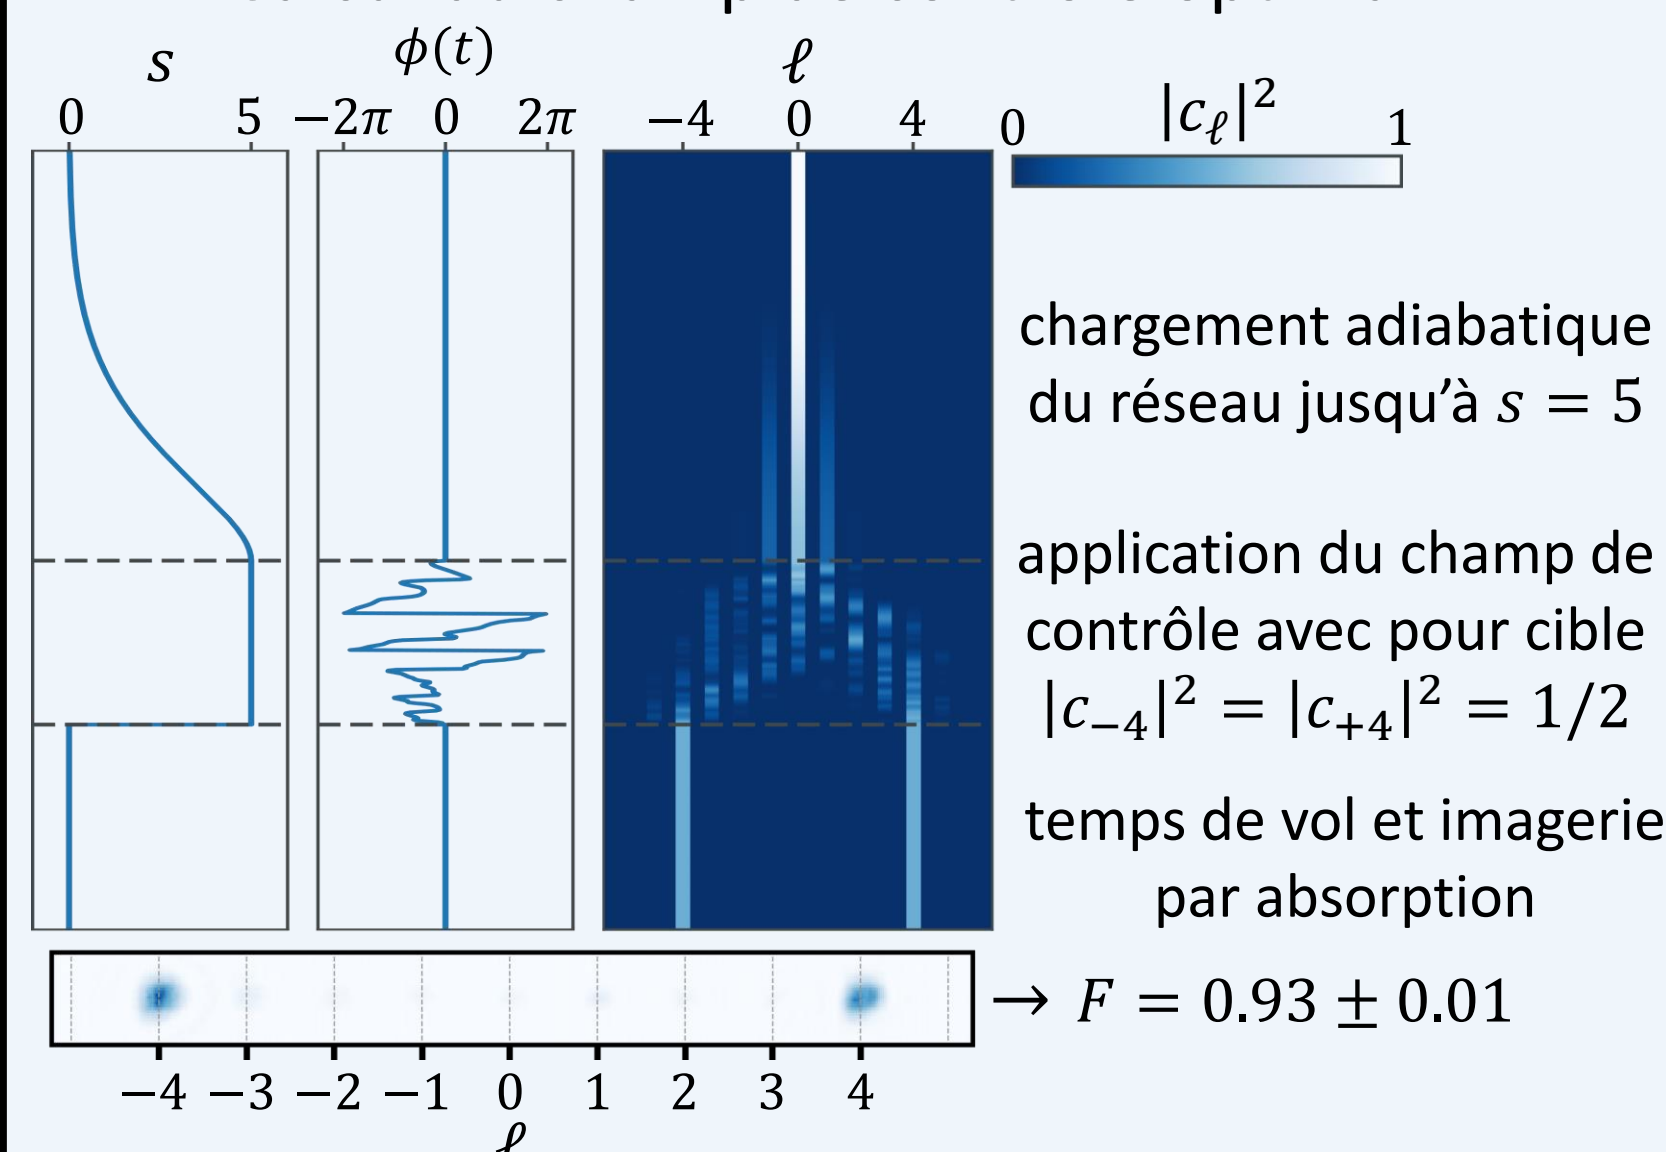 s
ϕ(t)
ℓ
0 5
−2π 0 2π
−4 0 4
|c_ℓ|²
0 1
chargement adiabatique
du réseau jusqu’à s = 5
application du champ de
contrôle avec pour cible
|c₋₄|² = |c₊₄|² = 1/2
temps de vol et imagerie
par absorption
→ F = 0.93 ± 0.01
−4 −3 −2 −1 0 1 2 3 4
ℓ